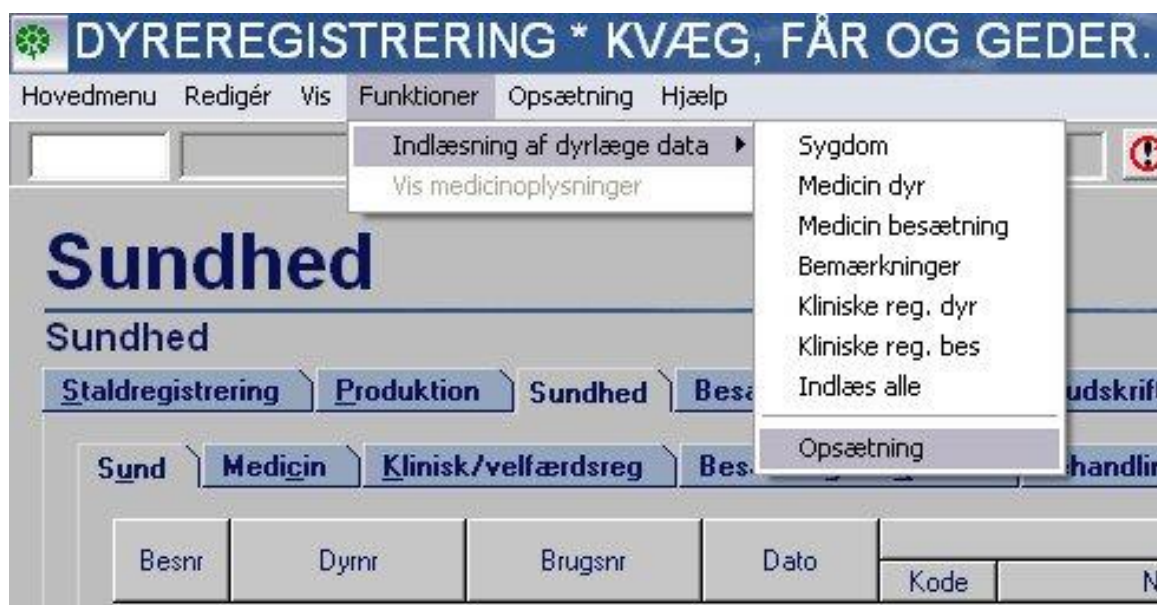 DYREREGISTRERING * KVÆG, FÅR OG GEDER.
Hovedmenu Redigér Vis Funktioner Opsætning Hjælp
Indlæsning af dyrlæge data
Vis medicinoplysninger
Sygdom
Medicin dyr
Medicin besætning
Bemærkninger
Kliniske reg. dyr
Kliniske reg. bes
Indlæs alle
Opsætning
Sundhed
Sundhed
Staldregistrering Produktion Sundhed
Sund Medicin Klinisk/velfærdsreg
Besnr Dyrnr Brugsnr Dato
Kode